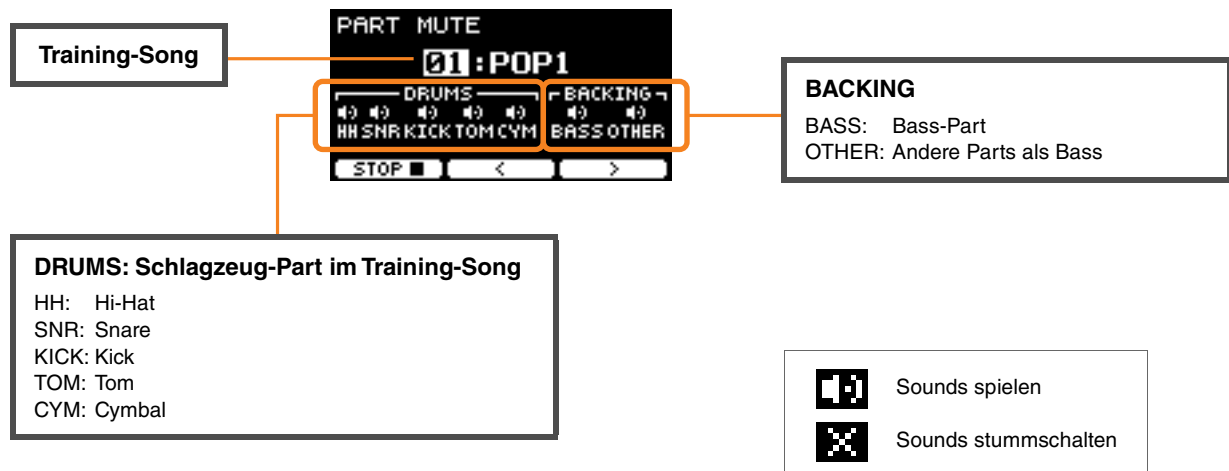 Training-Song
PART MUTE
01:POP1
DRUMS
BACKING
HH SNR KICK TOM CYM
BASS OTHER
STOP ■
<
>
BACKING
BASS: Bass-Part
OTHER: Andere Parts als Bass
DRUMS: Schlagzeug-Part im Training-Song
HH: Hi-Hat
SNR: Snare
KICK: Kick
TOM: Tom
CYM: Cymbal
Sounds spielen
Sounds stummschalten